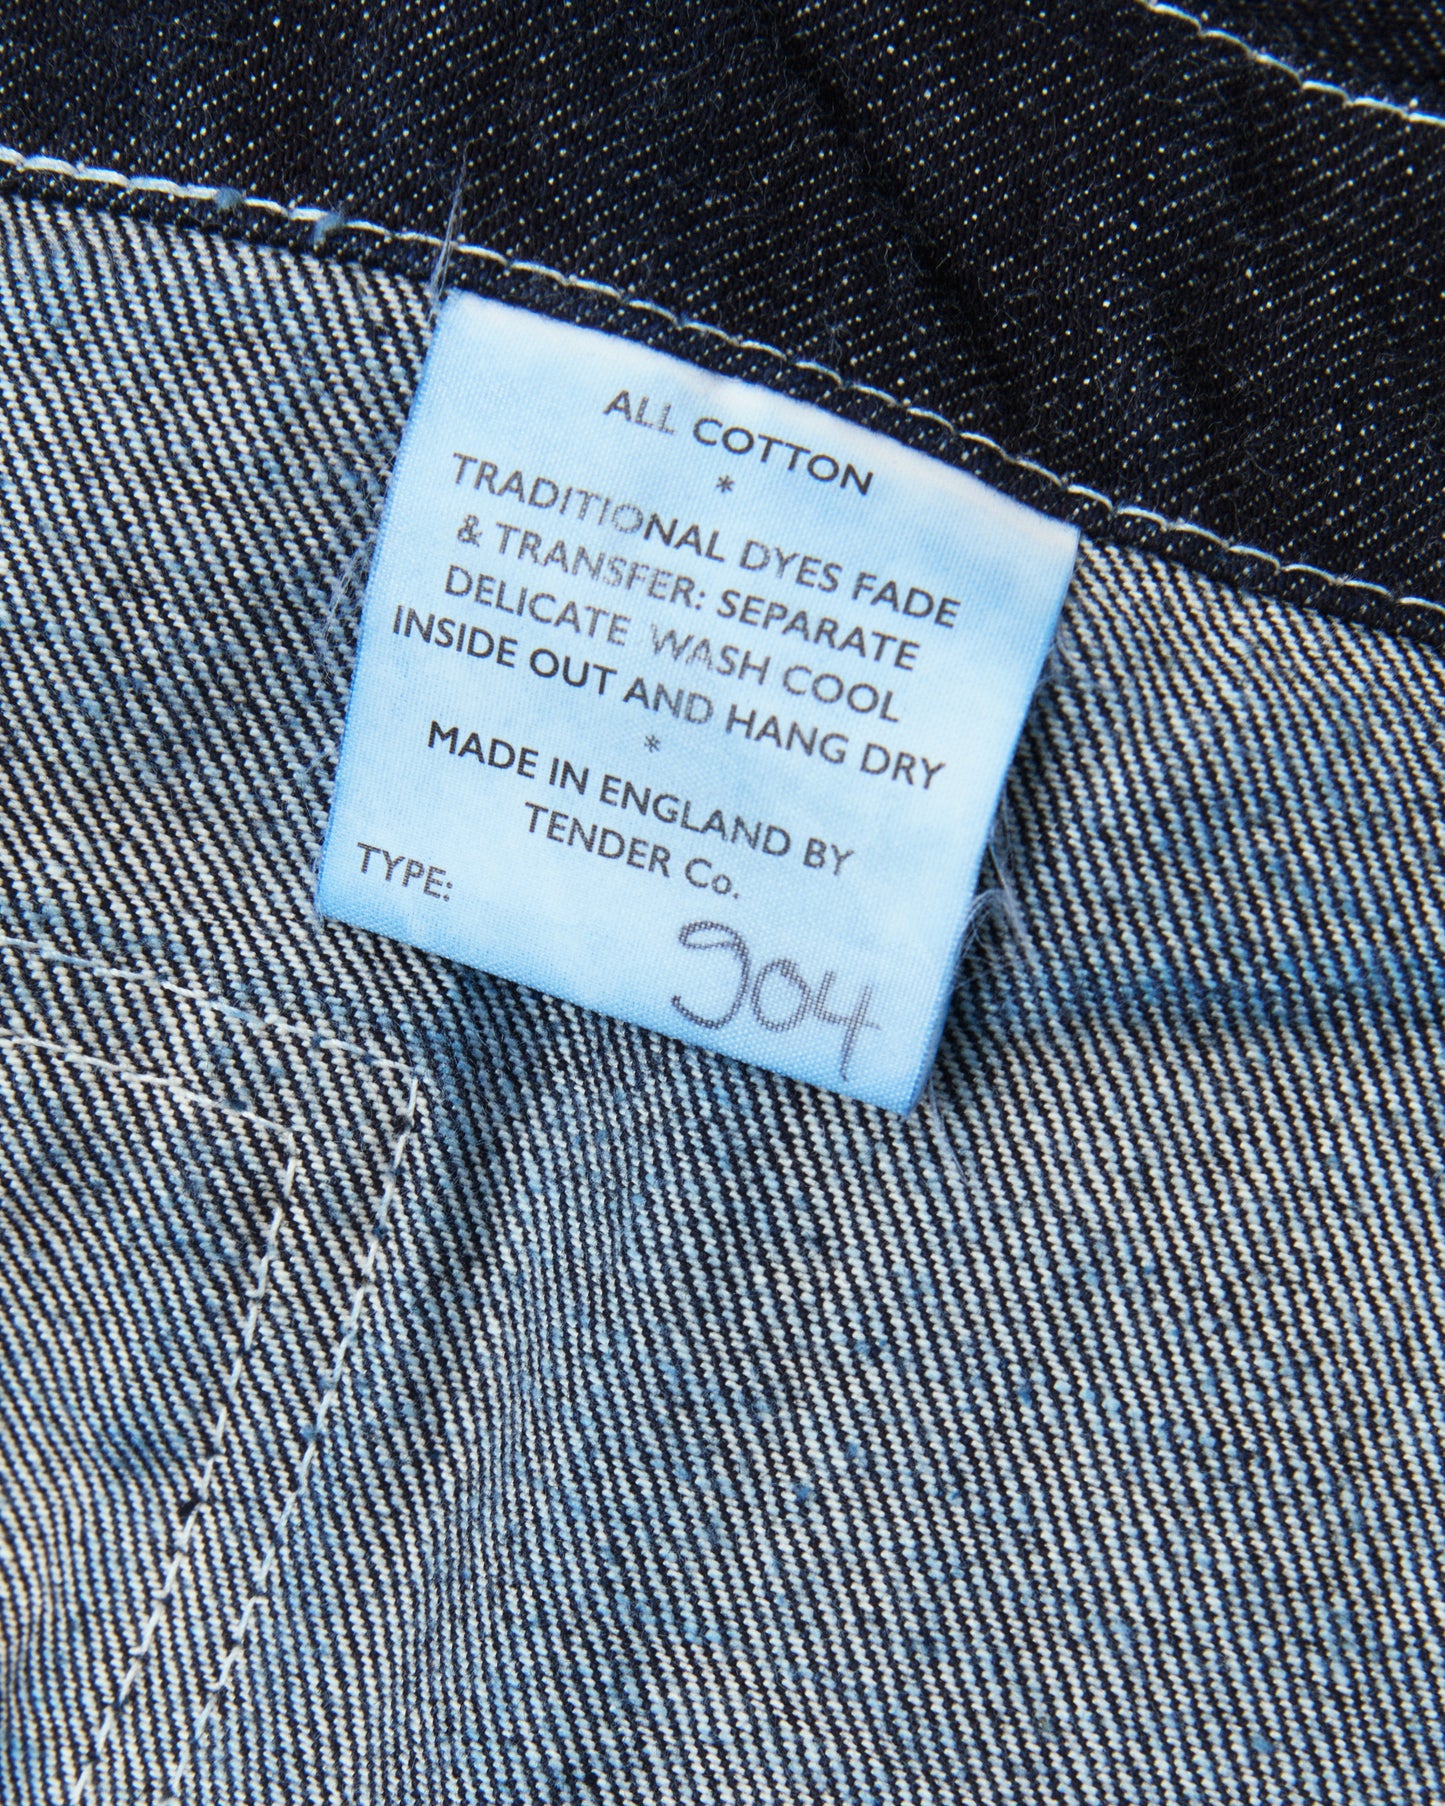 ALL COTTON
*
TRADITIONAL DYES FADE
& TRANSFER: SEPARATE
DELICATE WASH COOL
INSIDE OUT AND HANG DRY
*
MADE IN ENGLAND BY
TENDER Co.
TYPE:
904